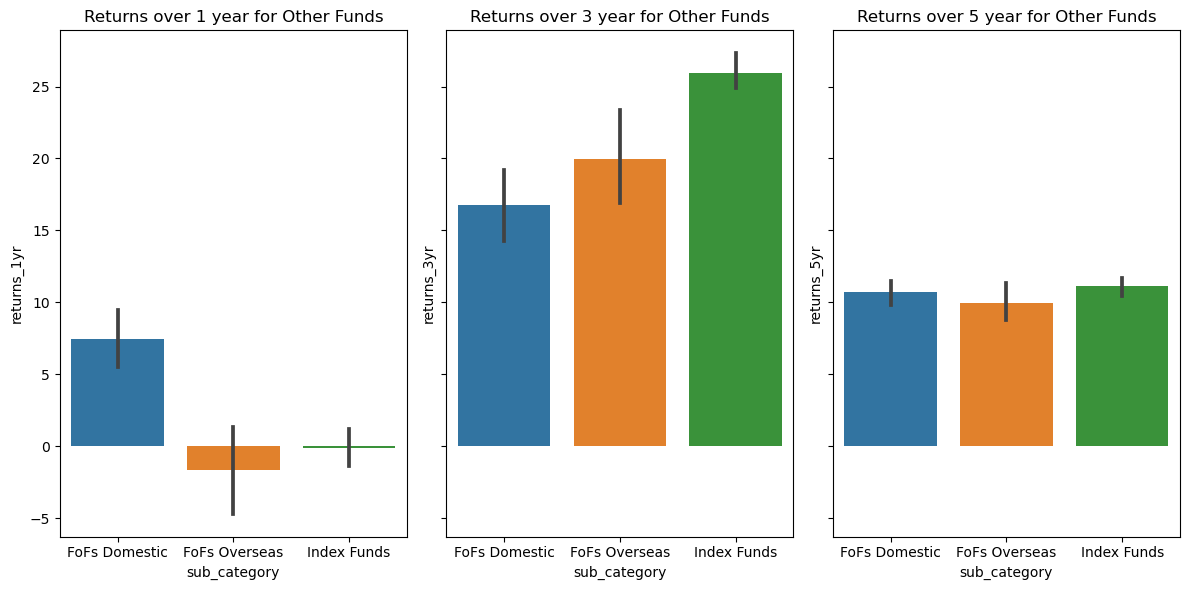 Returns over 1 year for Other Funds
returns_1yr
25
20
15
10
5
0
−5
FoFs Domestic
FoFs Overseas
Index Funds
sub_category
Returns over 3 year for Other Funds
returns_3yr
FoFs Domestic
FoFs Overseas
Index Funds
sub_category
Returns over 5 year for Other Funds
returns_5yr
FoFs Domestic
FoFs Overseas
Index Funds
sub_category